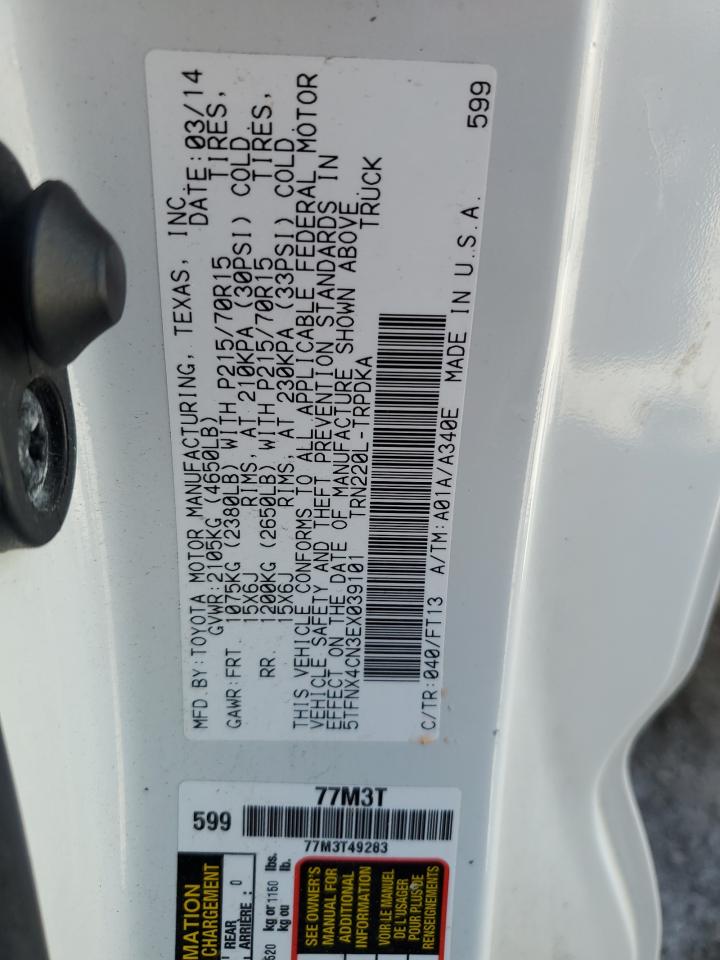 MFD.BY:TOYOTA MOTOR MANUFACTURING, TEXAS, INC.
GVWR:2105KG (4650LB) DATE:03/14
GAWR:FRT. 1075KG (2380LB) WITH P215/70R15 TIRES,
15X6J RIMS, AT 210KPA (30PSI) COLD
RR. 1200KG (2650LB) WITH P215/70R15 TIRES,
15X6J RIMS, AT 230KPA (33PSI) COLD
THIS VEHICLE CONFORMS TO ALL APPLICABLE FEDERAL MOTOR
VEHICLE SAFETY AND THEFT PREVENTION STANDARDS IN
EFFECT ON THE DATE OF MANUFACTURE SHOWN ABOVE.
5TFNX4CN3EX039101 TRN220L-TRPDKA TRUCK
C/TR:040/FT13 A/TM:A01A/A340E MADE IN U.S.A. 599
77M3T
599
77M3T49283
MATION
CHARGEMENT
REAR
ARRIÈRE : 0
520 kg or 1150 lbs.
kg ou lb.
SEE OWNER'S
MANUAL FOR
ADDITIONAL
INFORMATION
VOIR LE MANUEL
DE L'USAGER
POUR PLUS DE
RENSEIGNEMENTS